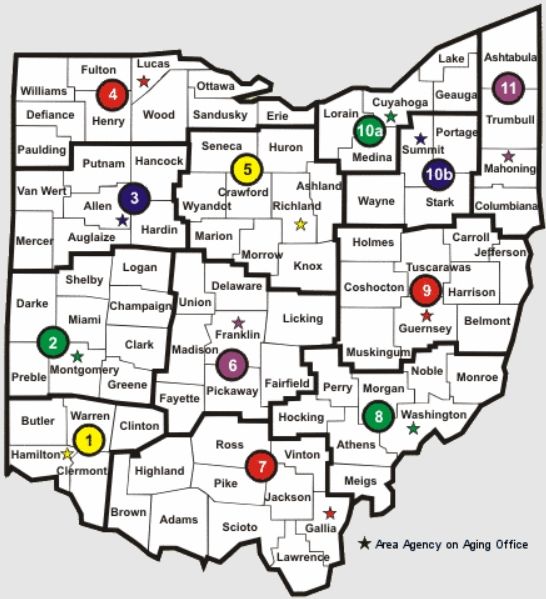 Lucas
Lake
Ashtabula
Fulton
Ottawa
Williams
4
11
Geauga
Cuyahoga
Defiance
Henry
Wood
Sandusky
Erie
Lorain
Trumbull
10a
Portage
Paulding
Seneca
Huron
Summit
Medina
Mahoning
Putnam
Hancock
5
10b
Van Wert
Crawford
Ashland
3
Allen
Wyandot
Richland
Wayne
Stark
Columbiana
Auglaize
Hardin
Marion
Mercer
Morrow
Holmes
Carroll
Jefferson
Logan
Knox
Tuscarawas
Shelby
Delaware
Coshocton
9
Harrison
Darke
Union
Champaign
Licking
Miami
Franklin
Guernsey
Belmont
2
Clark
Madison
Muskingum
6
Montgomery
Noble
Preble
Greene
Pickaway
Fairfield
Perry
Morgan
Monroe
Fayette
Butler
Warren
Clinton
Hocking
8
Washington
1
Ross
Athens
Hamilton
Vinton
Clermont
Highland
7
Pike
Meigs
Jackson
Brown
Adams
Scioto
Gallia
Lawrence
Area Agency on Aging Office